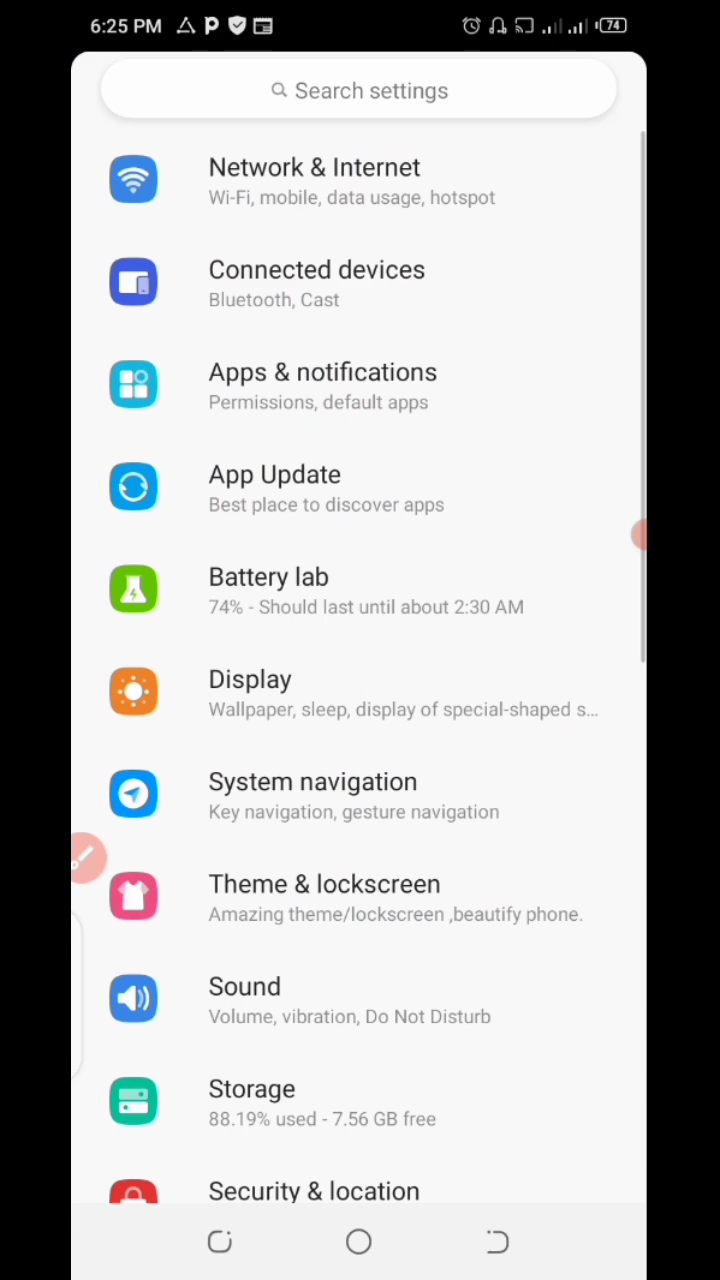 6:25 PM
74
Search settings
Network & Internet
Wi-Fi, mobile, data usage, hotspot
Connected devices
Bluetooth, Cast
Apps & notifications
Permissions, default apps
App Update
Best place to discover apps
Battery lab
74% - Should last until about 2:30 AM
Display
Wallpaper, sleep, display of special-shaped s...
System navigation
Key navigation, gesture navigation
Theme & lockscreen
Amazing theme/lockscreen ,beautify phone.
Sound
Volume, vibration, Do Not Disturb
Storage
88.19% used - 7.56 GB free
Security & location